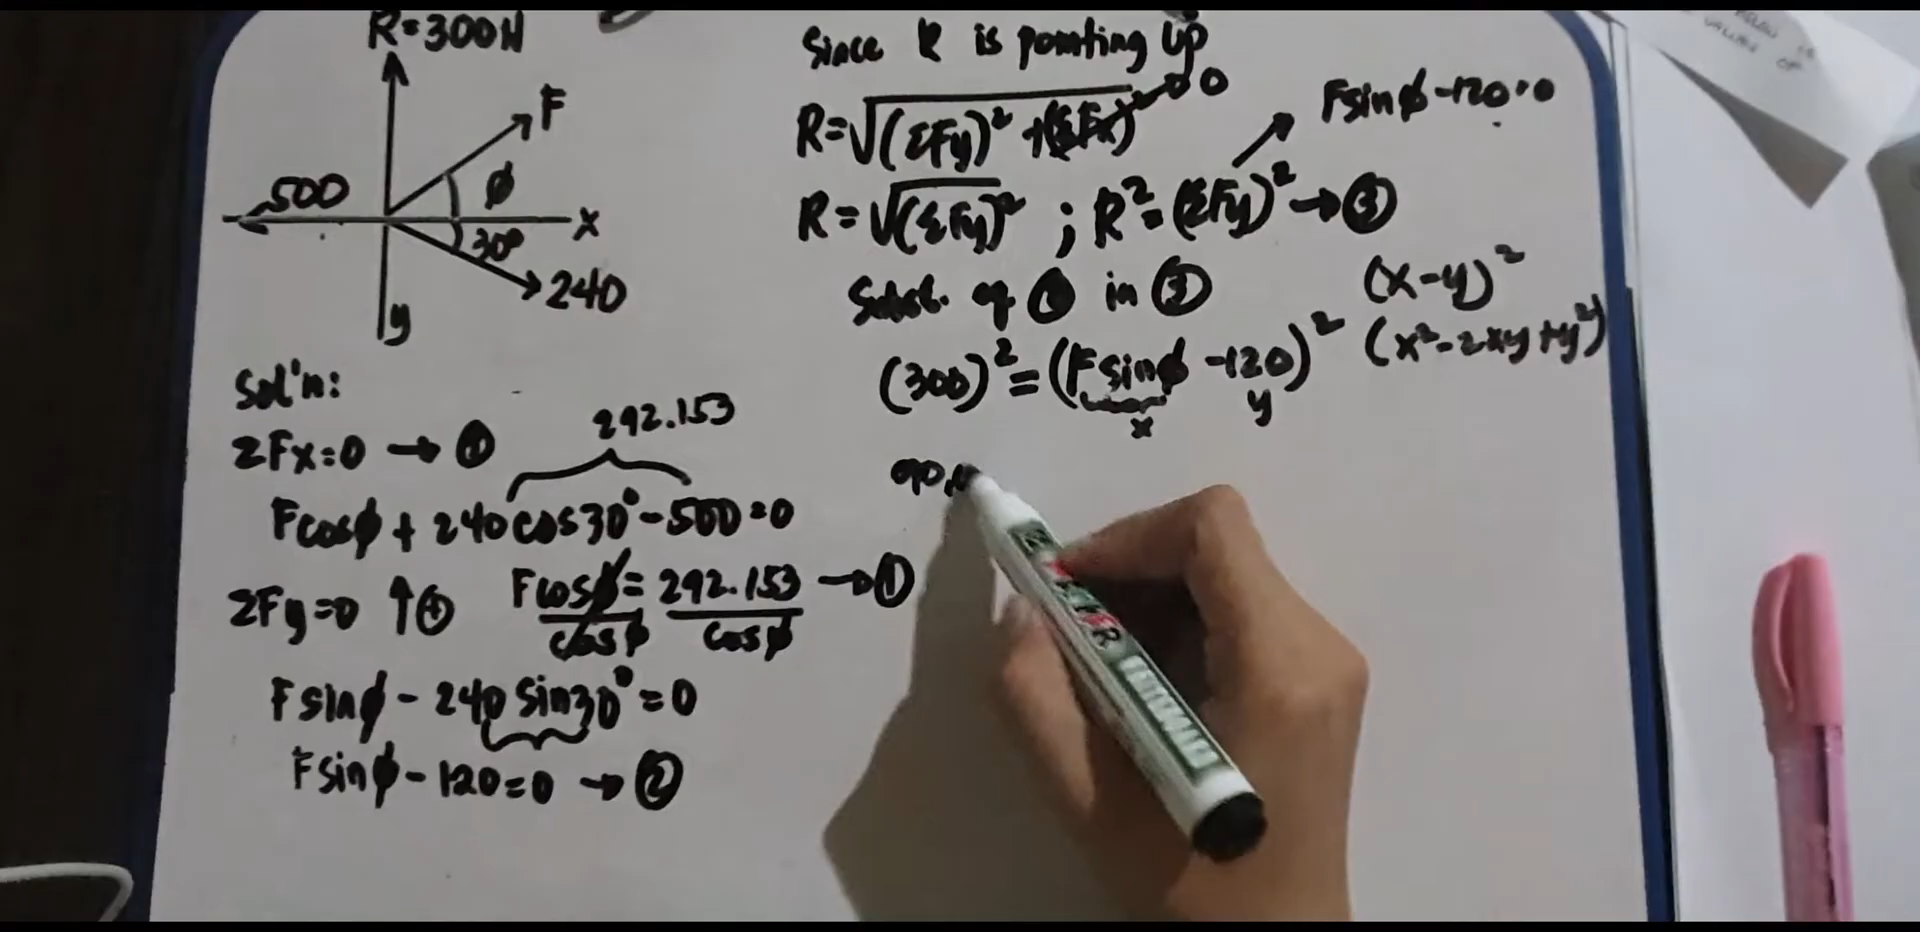 R=300N
F
500
ϕ
x
30°
240
y
Sol'n:
ΣFx=0 → ①
292.153
Fcosϕ + 240cos30° - 500=0
ΣFy=0 ↑⊕
Fcosϕ = 292.153 → ①
cosϕ cosϕ
Fsinϕ - 240 sin30° = 0
Fsinϕ - 120=0 → ②
Since R is pointing up
R=√(ΣFy)² + (ΣFx)² → 0
Fsinϕ-120=0
R=√(ΣFy)² ; R²=(ΣFy)² → ③
Subst. eq in ③
(x-y)²
(300)² = (Fsinϕ -120)² (x²-2xy+y²)
x y
90,0